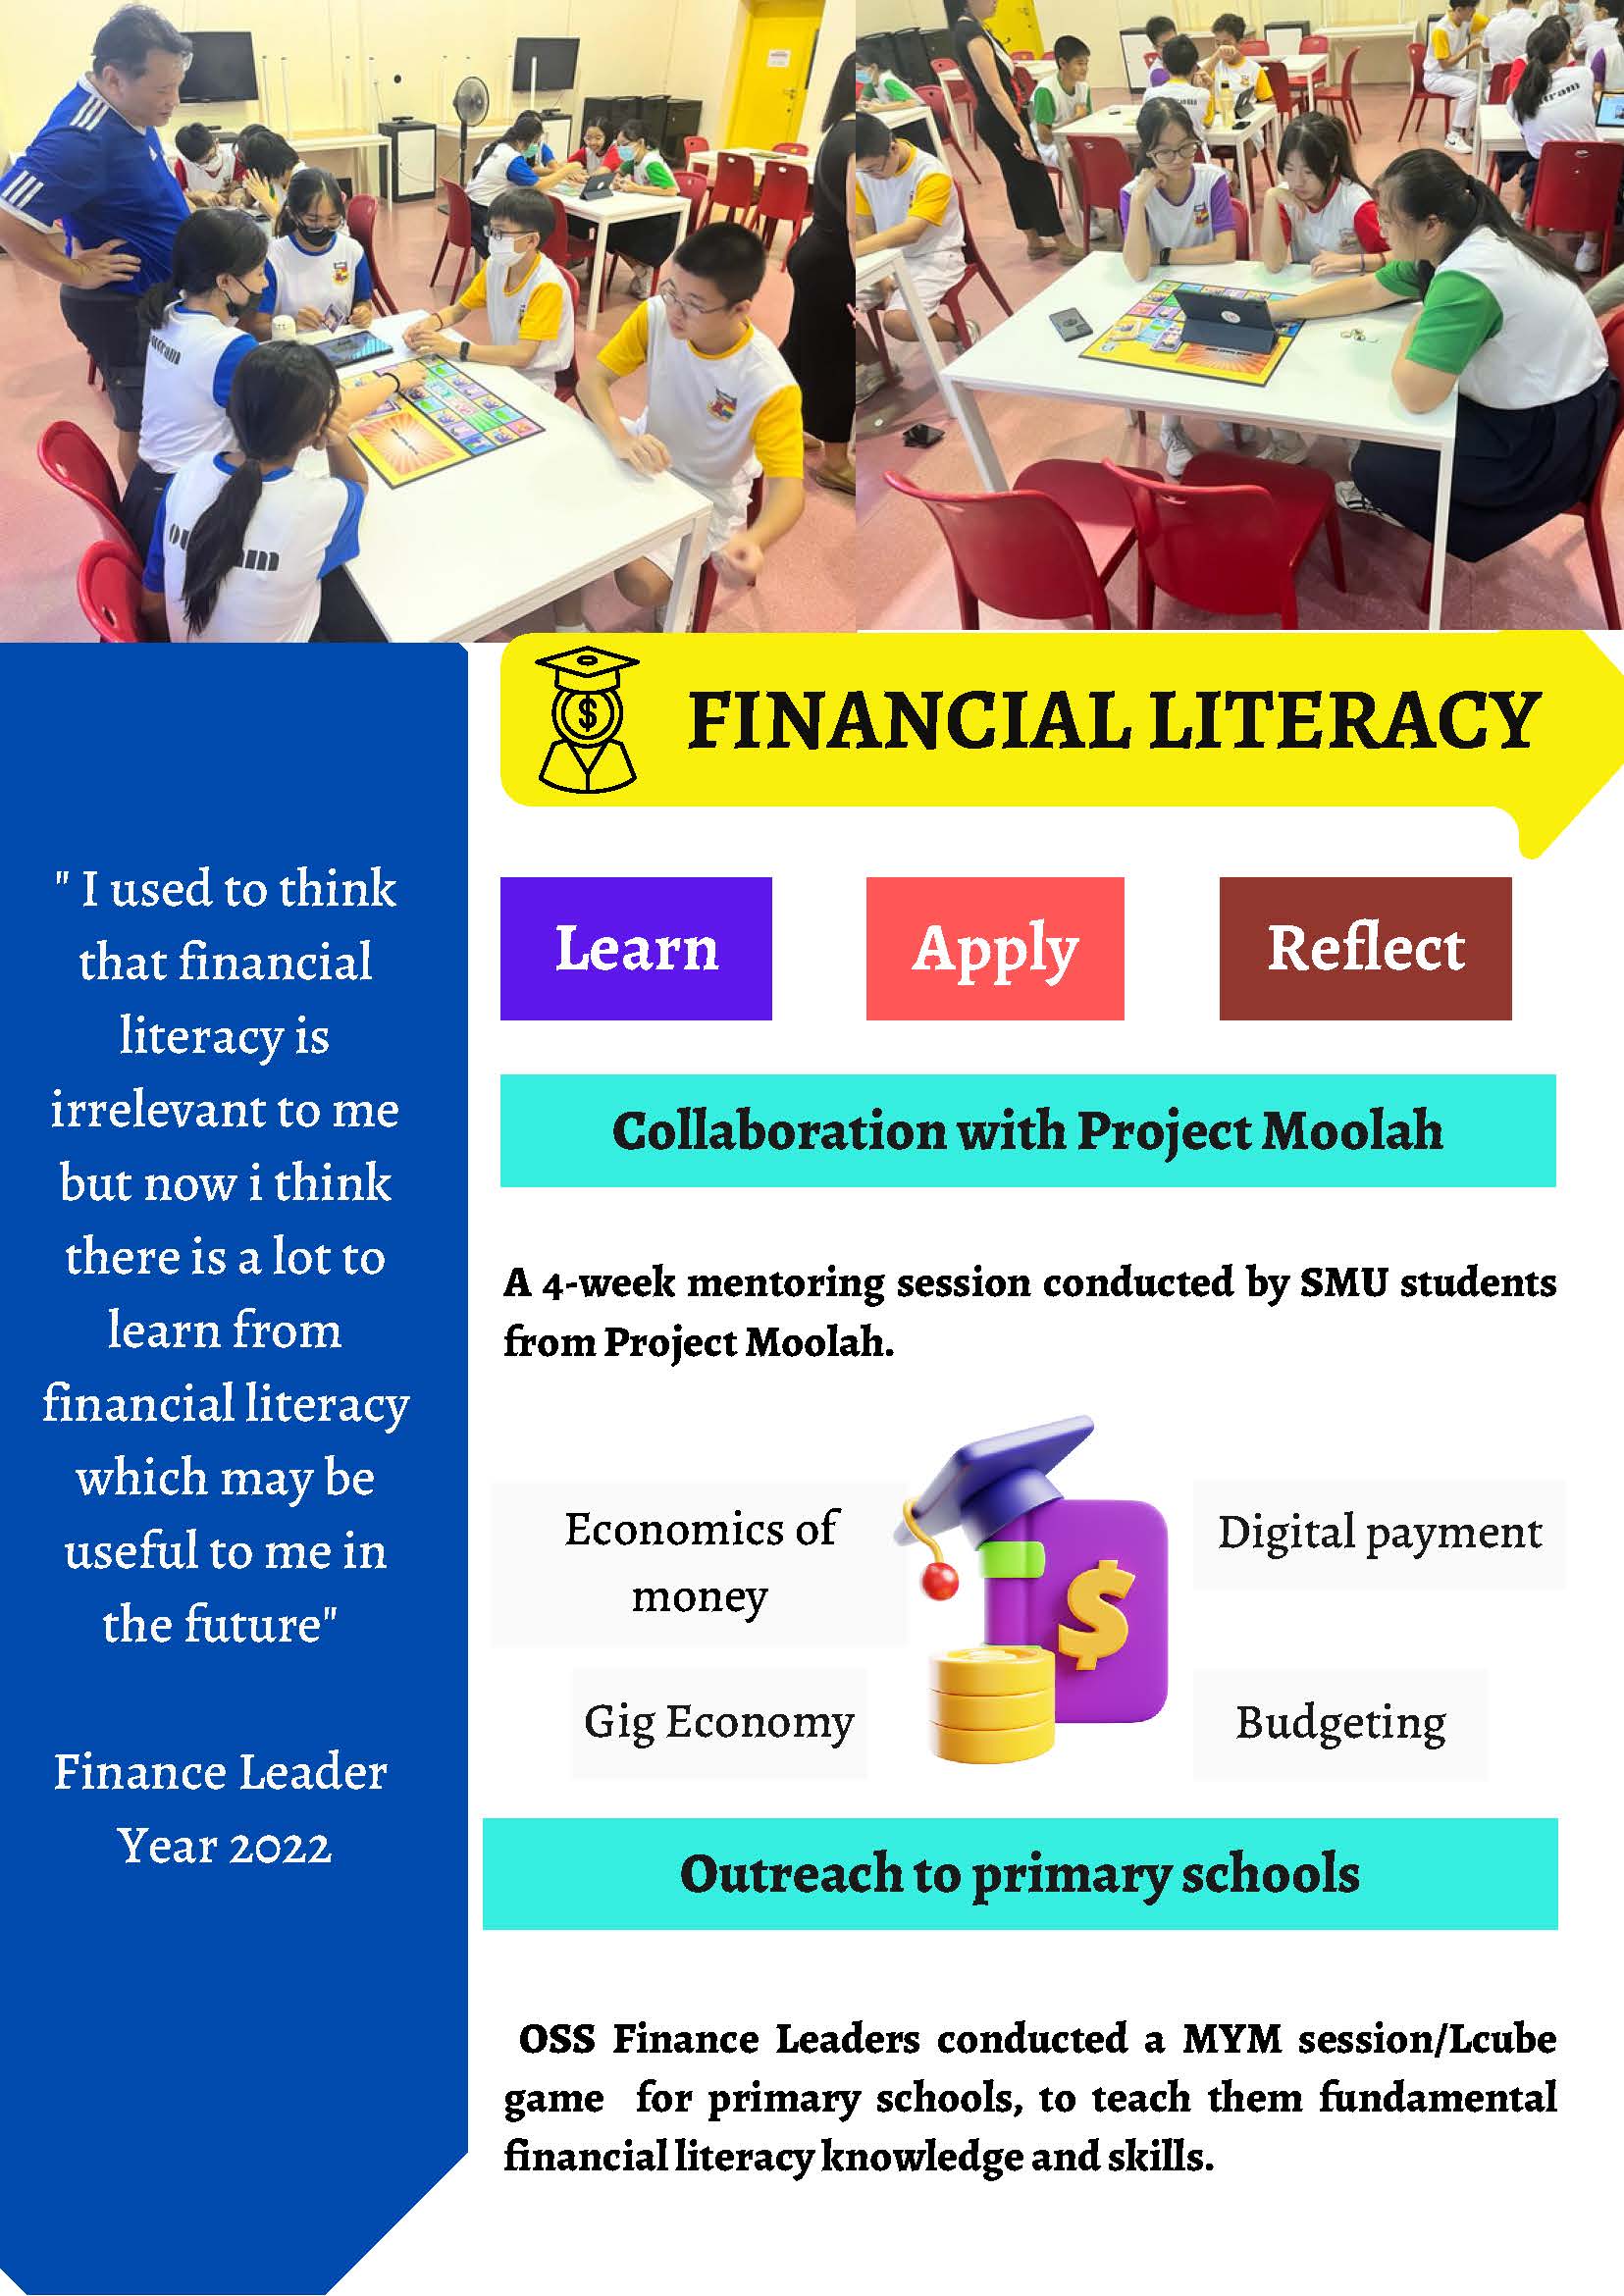 outram
ou
am
tram
FINANCIAL LITERACY
$
Learn
Apply
Reflect
" I used to think
that financial
literacy is
irrelevant to me
but now i think
there is a lot to
learn from
financial literacy
which may be
useful to me in
the future"
Finance Leader
Year 2022
Collaboration with Project Moolah
A 4-week mentoring session conducted by SMU students
from Project Moolah.
Economics of
money
Digital payment
$
Gig Economy
Budgeting
Outreach to primary schools
OSS Finance Leaders conducted a MYM session/Lcube
game for primary schools, to teach them fundamental
financial literacy knowledge and skills.